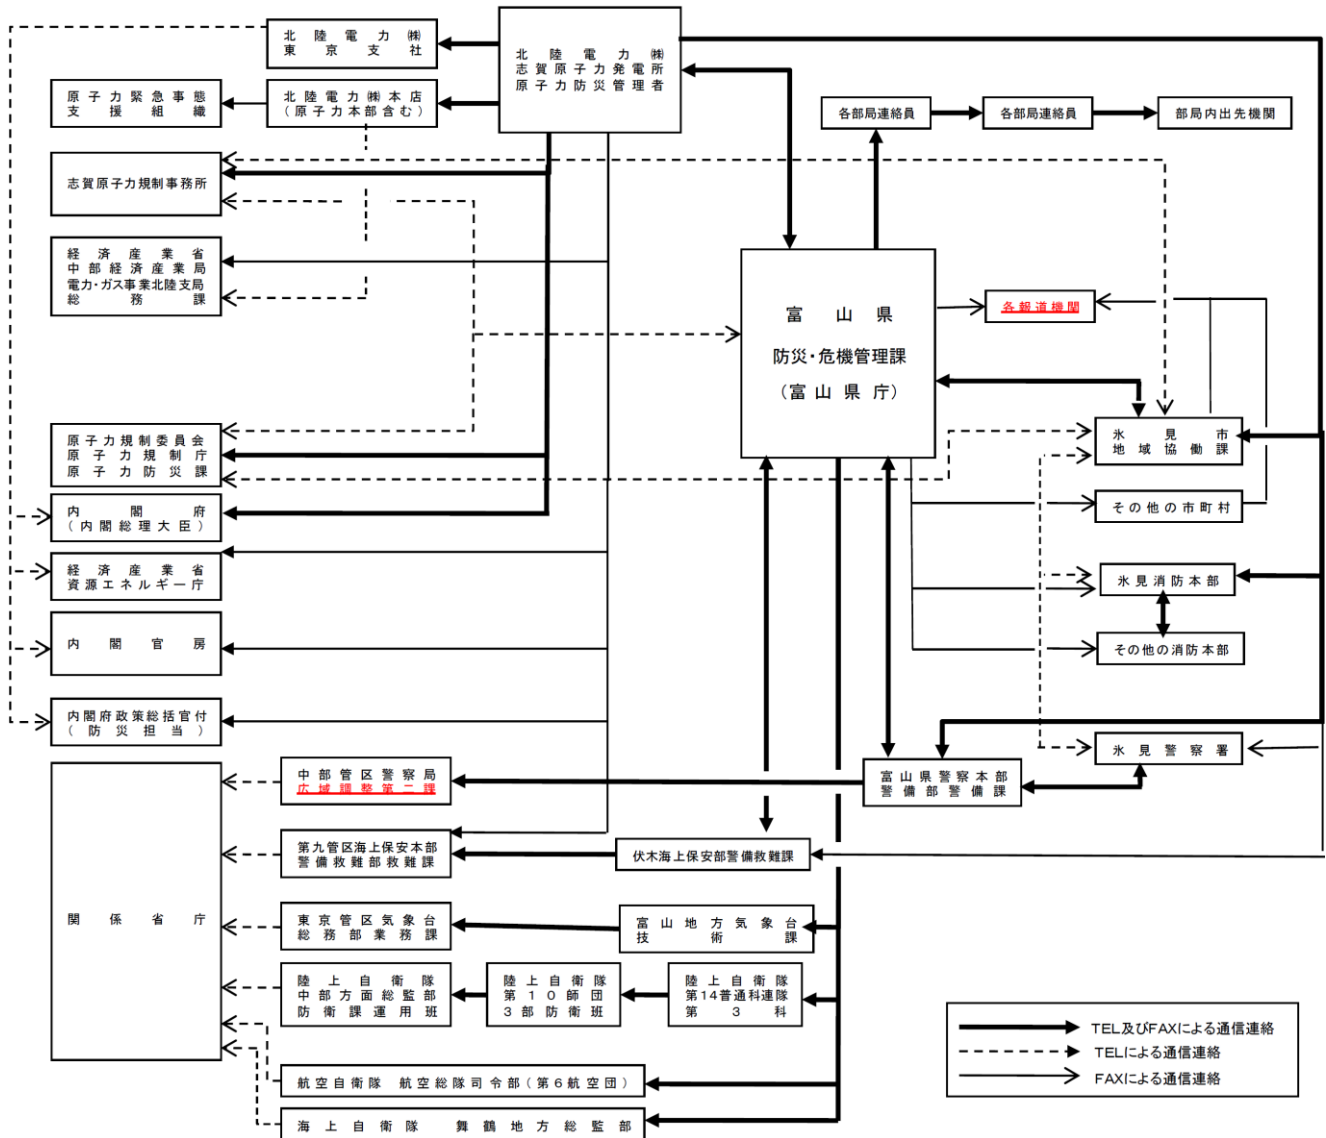 北陸電力㈱
東京支社
北陸電力㈱
志賀原子力発電所
原子力防災管理者
原子力緊急事態
支援組織
北陸電力㈱本店
(原子力本部含む)
各部局連絡員
各部局連絡員
部局内出先機関
志賀原子力規制事務所
経済産業省
中部経済産業局
電力・ガス事業北陸支局
総務課
富山県
防災・危機管理課
(富山県庁)
各報道機関
原子力規制委員会
原子力規制庁
原子力防災課
氷見市
地域協働課
内閣府
(内閣総理大臣)
その他の市町村
経済産業省
資源エネルギー庁
氷見消防本部
内閣官房
その他の消防本部
内閣府政策総括官付
(防災担当)
氷見警察署
中部管区警察局
広域調整第二課
富山県警察本部
警備部警備課
第九管区海上保安本部
警備救難部救難課
伏木海上保安部警備救難課
関係省庁
東京管区気象台
総務部業務課
富山地方気象台
技術課
陸上自衛隊
中部方面総監部
防衛課運用班
陸上自衛隊
第10師団
3部防衛班
陸上自衛隊
第14普通科連隊
第3科
航空自衛隊 航空総隊司令部(第6航空団)
海上自衛隊 舞鶴地方総監部
TEL及びFAXによる通信連絡
TELによる通信連絡
FAXによる通信連絡